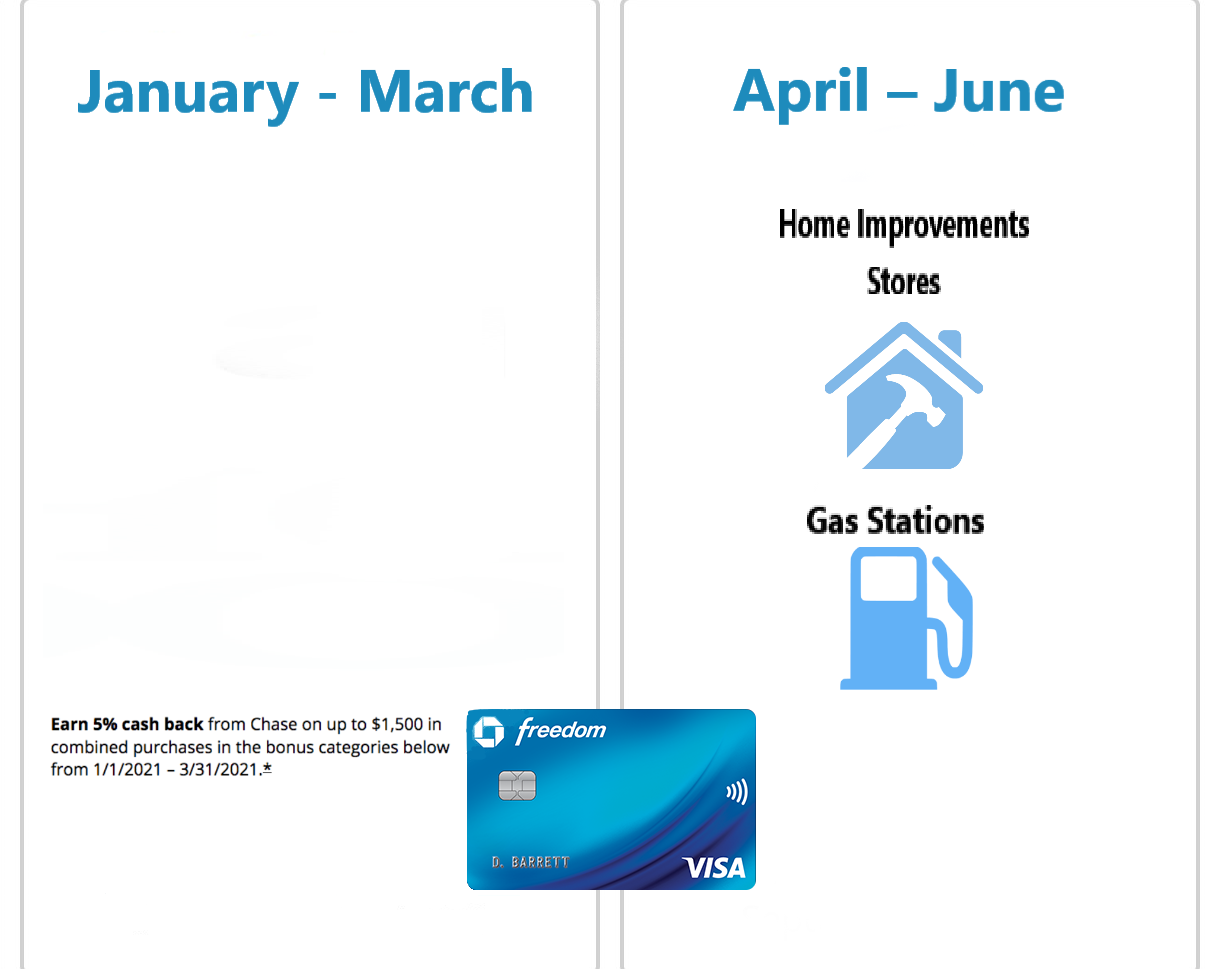 January - March
Earn 5% cash back from Chase on up to $1,500 in
combined purchases in the bonus categories below
from 1/1/2021 – 3/31/2021.*
April – June
Home Improvements
Stores
Gas Stations
freedom
D. BARRETT
VISA